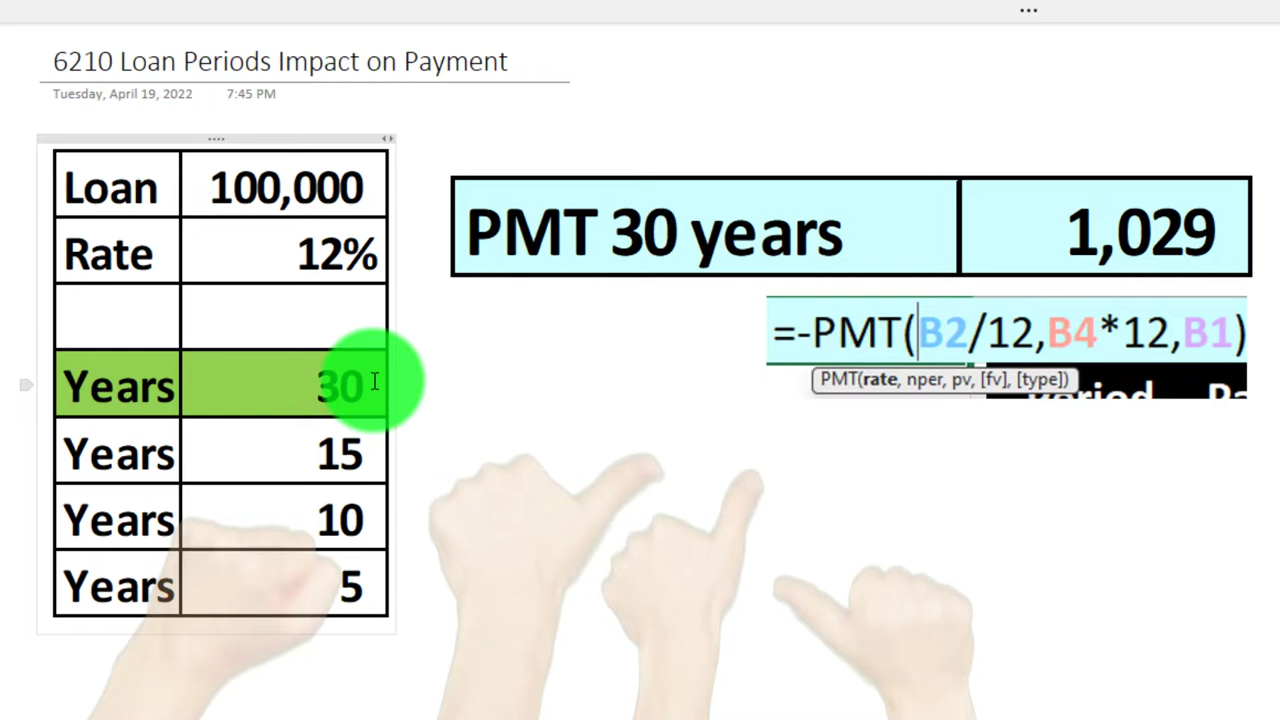 6210 Loan Periods Impact on Payment
Tuesday, April 19, 2022 7:45 PM
Loan 100,000
Rate 12%
Years 30
Years 15
Years 10
Years 5
PMT 30 years 1,029
=-PMT(B2/12,B4*12,B1)
PMT(rate, nper, pv, [fv], [type])